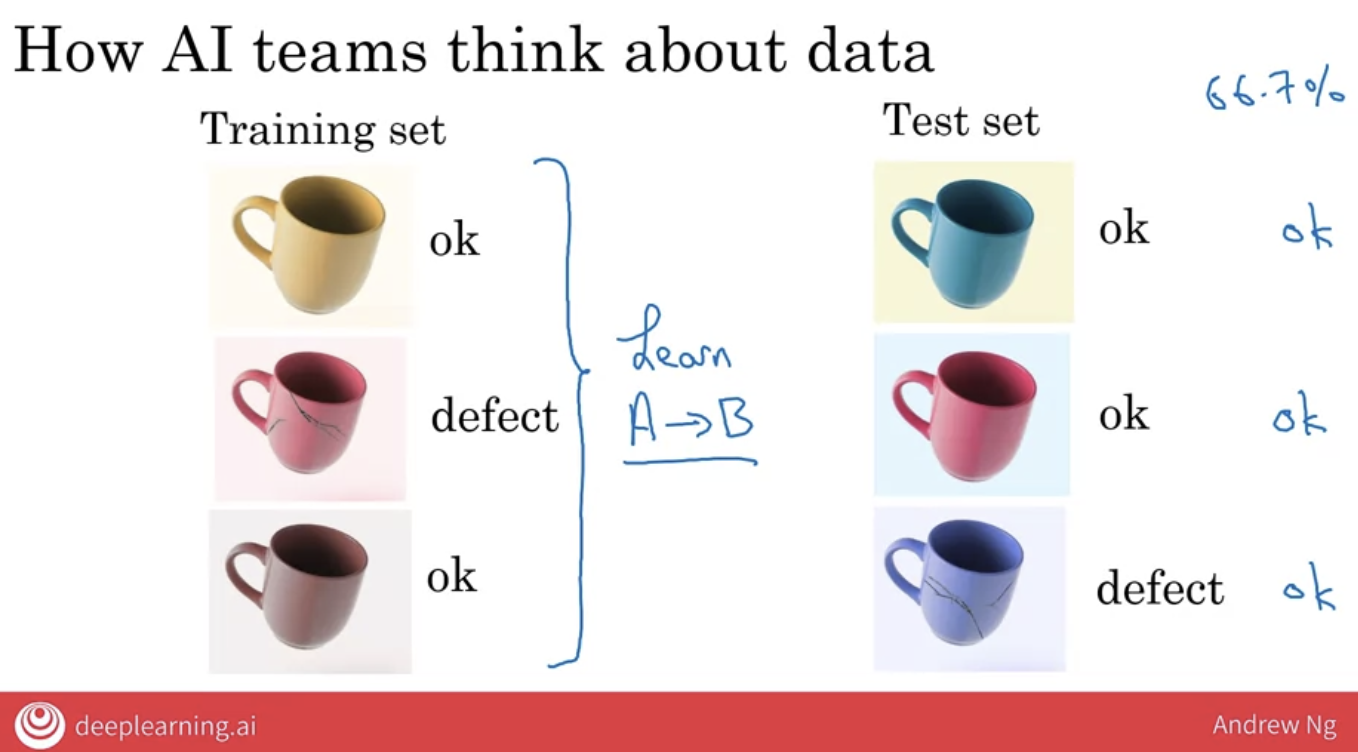 How AI teams think about data
66.7%
Training set
ok
defect
ok
Learn
A→B
Test set
ok ok
ok ok
defect ok
deeplearning.ai
Andrew Ng